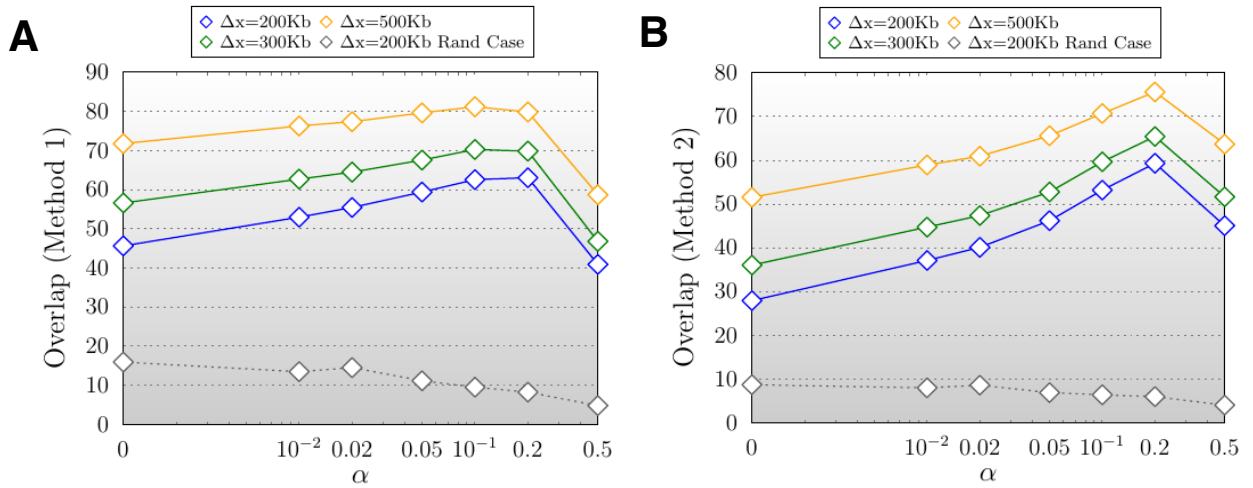 A
Δx=200Kb Δx=500Kb
Δx=300Kb Δx=200Kb Rand Case
Overlap (Method 1)
90
80
70
60
50
40
30
20
10
0
0 10⁻² 0.02 0.05 10⁻¹ 0.2 0.5
α
B
Δx=200Kb Δx=500Kb
Δx=300Kb Δx=200Kb Rand Case
Overlap (Method 2)
80
70
60
50
40
30
20
10
0
0 10⁻² 0.02 0.05 10⁻¹ 0.2 0.5
α